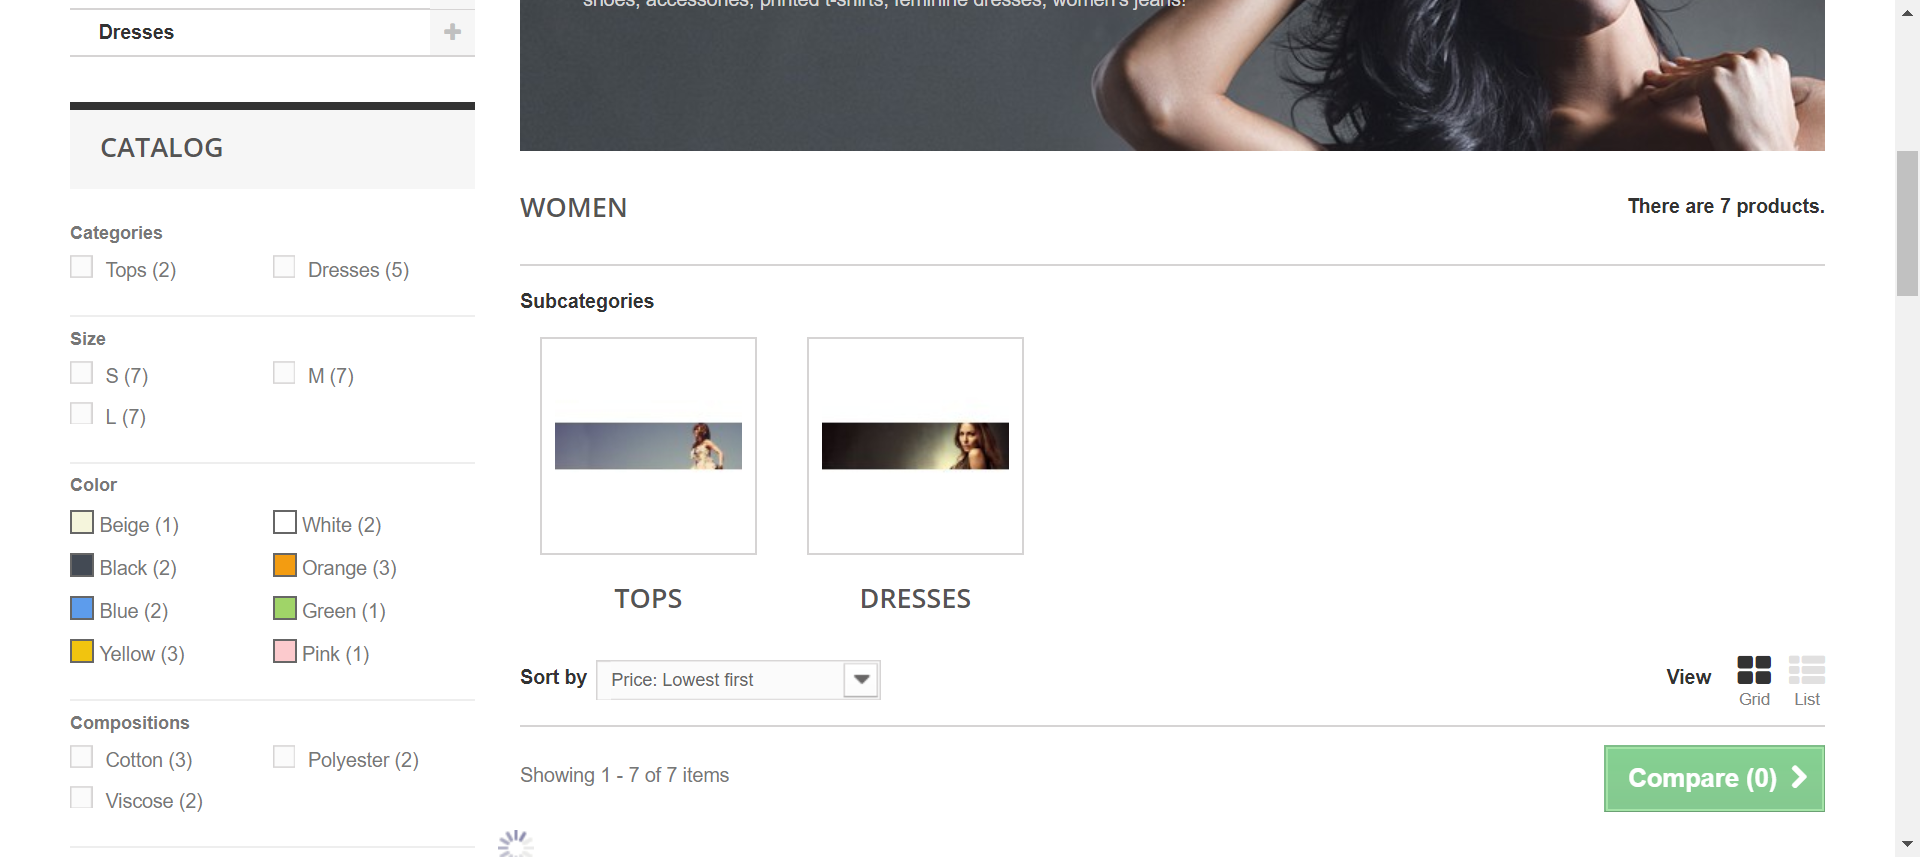 shoes, accessories, printed t-shirts, feminine dresses, women's jeans!
Dresses
CATALOG
Categories
Tops (2)
Dresses (5)
Size
S (7)
M (7)
L (7)
Color
Beige (1)
White (2)
Black (2)
Orange (3)
Blue (2)
Green (1)
Yellow (3)
Pink (1)
Compositions
Cotton (3)
Polyester (2)
Viscose (2)
WOMEN
There are 7 products.
Subcategories
TOPS
DRESSES
Sort by
Price: Lowest first
View
Grid
List
Showing 1 - 7 of 7 items
Compare (0)